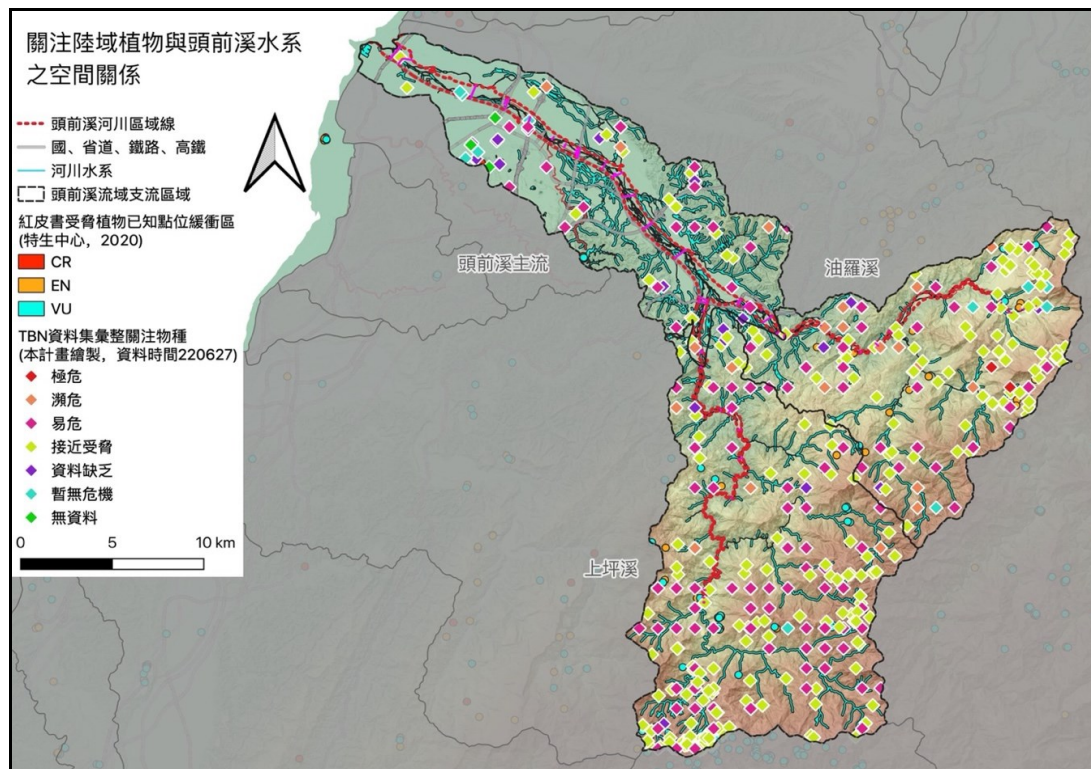 關注陸域植物與頭前溪水系
之空間關係
頭前溪河川區域線
國、省道、鐵路、高鐵
河川水系
頭前溪流域支流區域
紅皮書受脅植物已知點位緩衝區
(特生中心, 2020)
CR
EN
VU
TBN資料集彙整關注物種
(本計畫繪製, 資料時間220627)
極危
瀕危
易危
接近受脅
資料缺乏
暫無危機
無資料
0 5 10 km
頭前溪主流
油羅溪
上坪溪